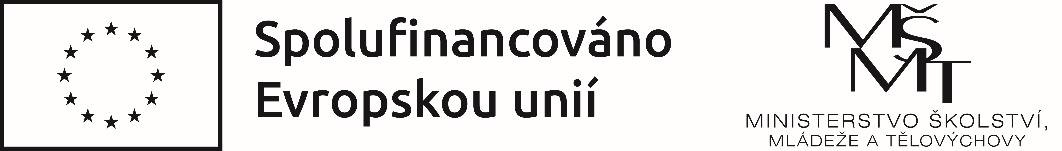 Spolufinancováno
Evropskou unií
MŠ
MT
MINISTERSTVO ŠKOLSTVÍ,
MLÁDEŽE A TĚLOVÝCHOVY